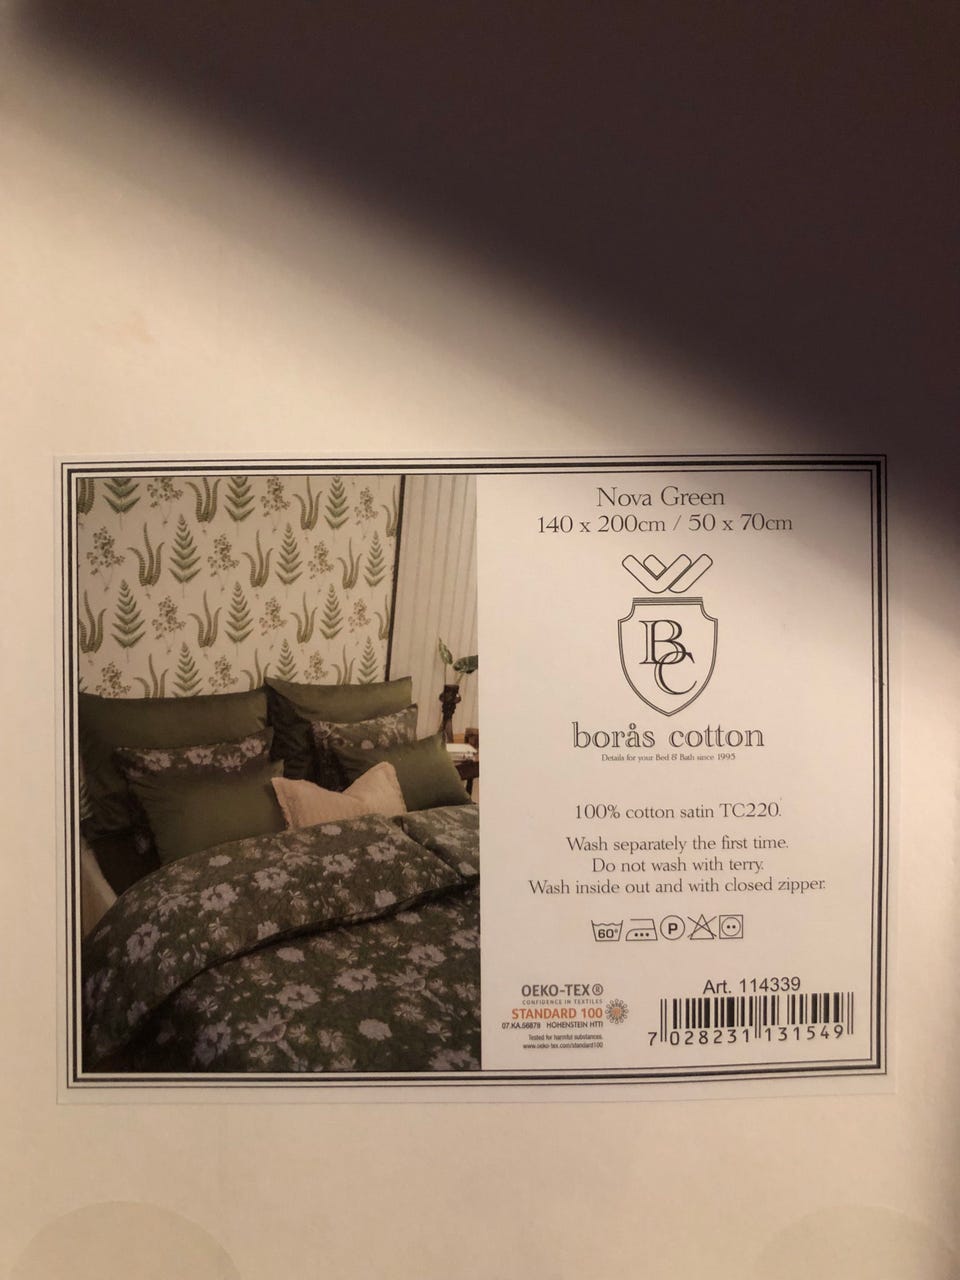 Nova Green
140 x 200cm / 50 x 70cm
BC
borås cotton
Details for your Bed & Bath since 1995
100% cotton satin TC220.
Wash separately the first time.
Do not wash with terry.
Wash inside out and with closed zipper.
60° P
OEKO-TEX®
CONFIDENCE IN TEXTILES
STANDARD 100
07.KA.56878 HOHENSTEIN HTTI
Tested for harmful substances.
www.oeko-tex.com/standard100
Art. 114339
7 028231 131549